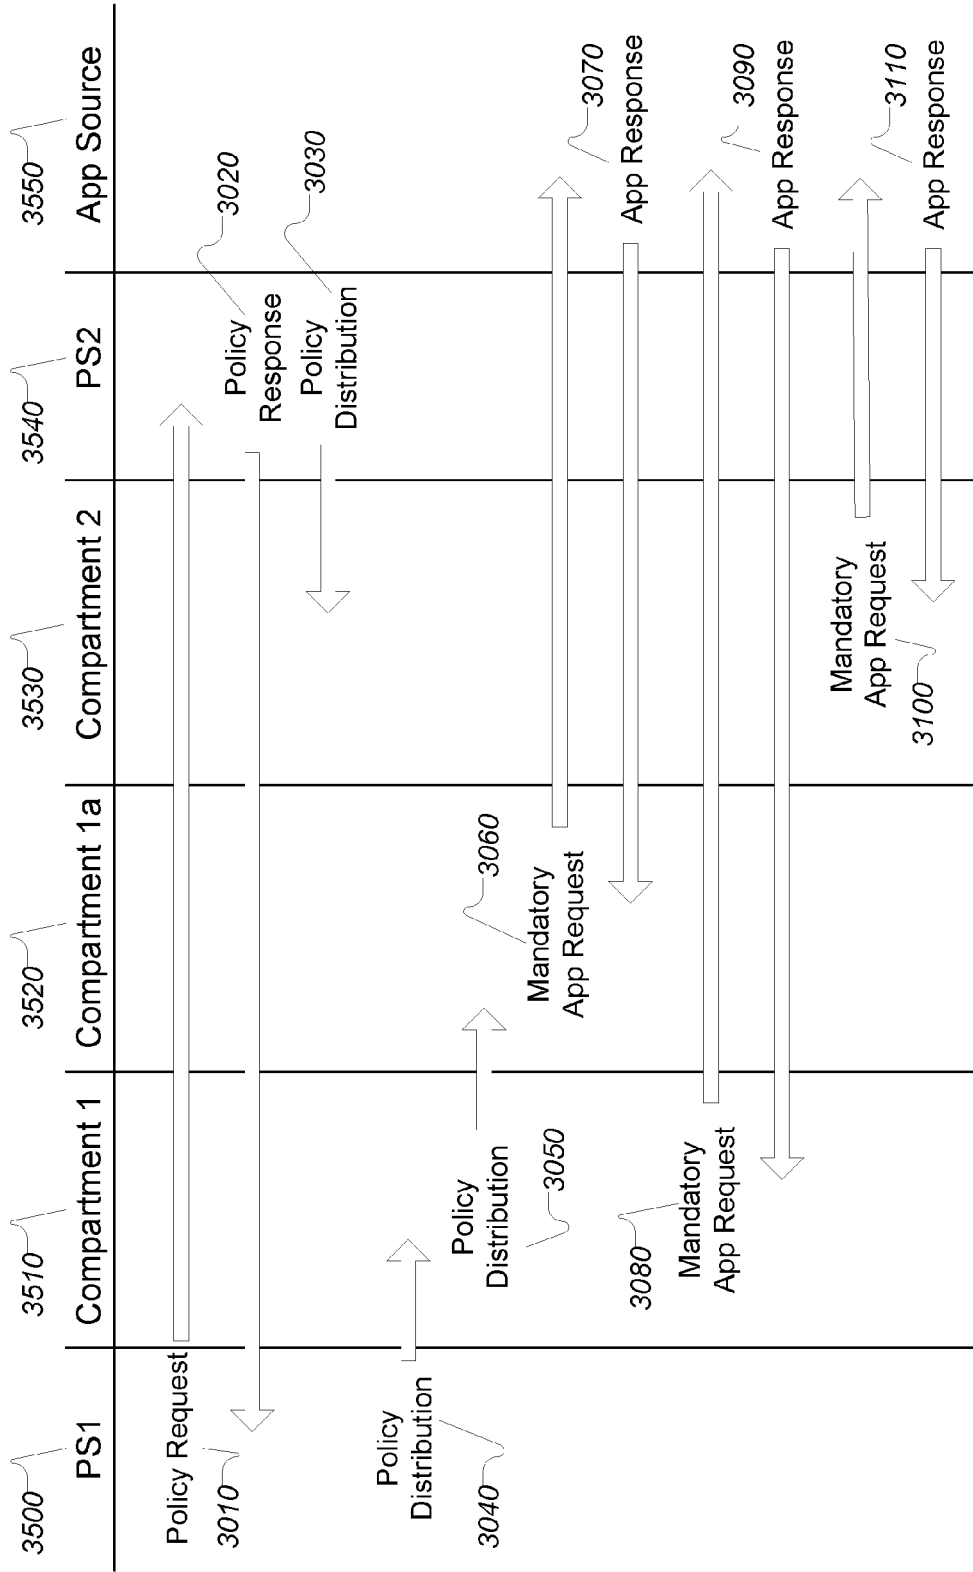 3500
3510
3520
3530
3540
3550
PS1
Compartment 1
Compartment 1a
Compartment 2
PS2
App Source
Policy Request
3010
Policy
Response
3020
Policy
Distribution
3030
Policy
Distribution
3040
Policy
Distribution
3050
Mandatory
App Request
3060
3070
App Response
Mandatory
App Request
3080
3090
App Response
Mandatory
App Request
3100
3110
App Response